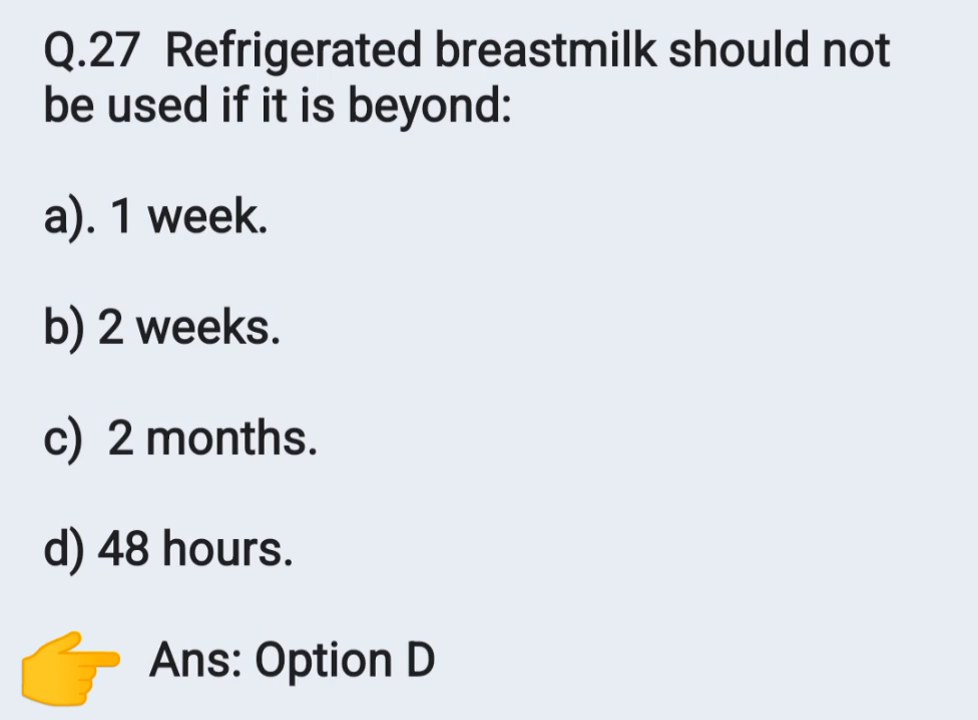 Q.27  Refrigerated breastmilk should not
be used if it is beyond:
a). 1 week.
b) 2 weeks.
c)  2 months.
d) 48 hours.
Ans: Option D